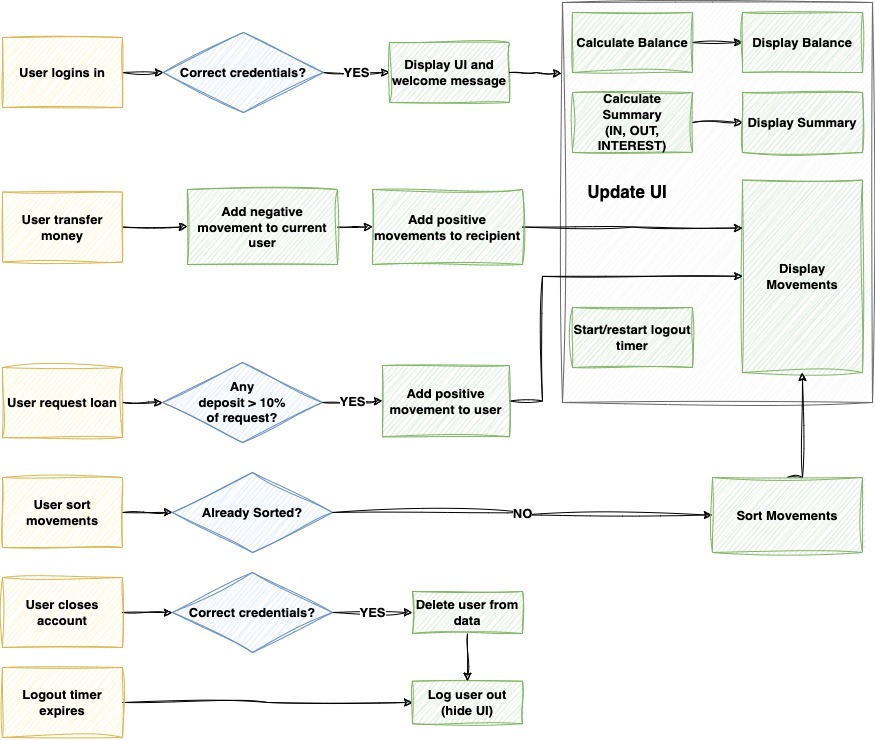 User logins in
Correct credentials?
YES
Display UI and
welcome message
Calculate Balance
Display Balance
Calculate
Summary
(IN, OUT,
INTEREST)
Display Summary
Update UI
User transfer
money
Add negative
movement to current
user
Add positive
movements to recipient
Display
Movements
Start/restart logout
timer
User request loan
Any
deposit > 10%
of request?
YES
Add positive
movement to user
User sort
movements
Already Sorted?
NO
Sort Movements
User closes
account
Correct credentials?
YES
Delete user from
data
Logout timer
expires
Log user out
(hide UI)